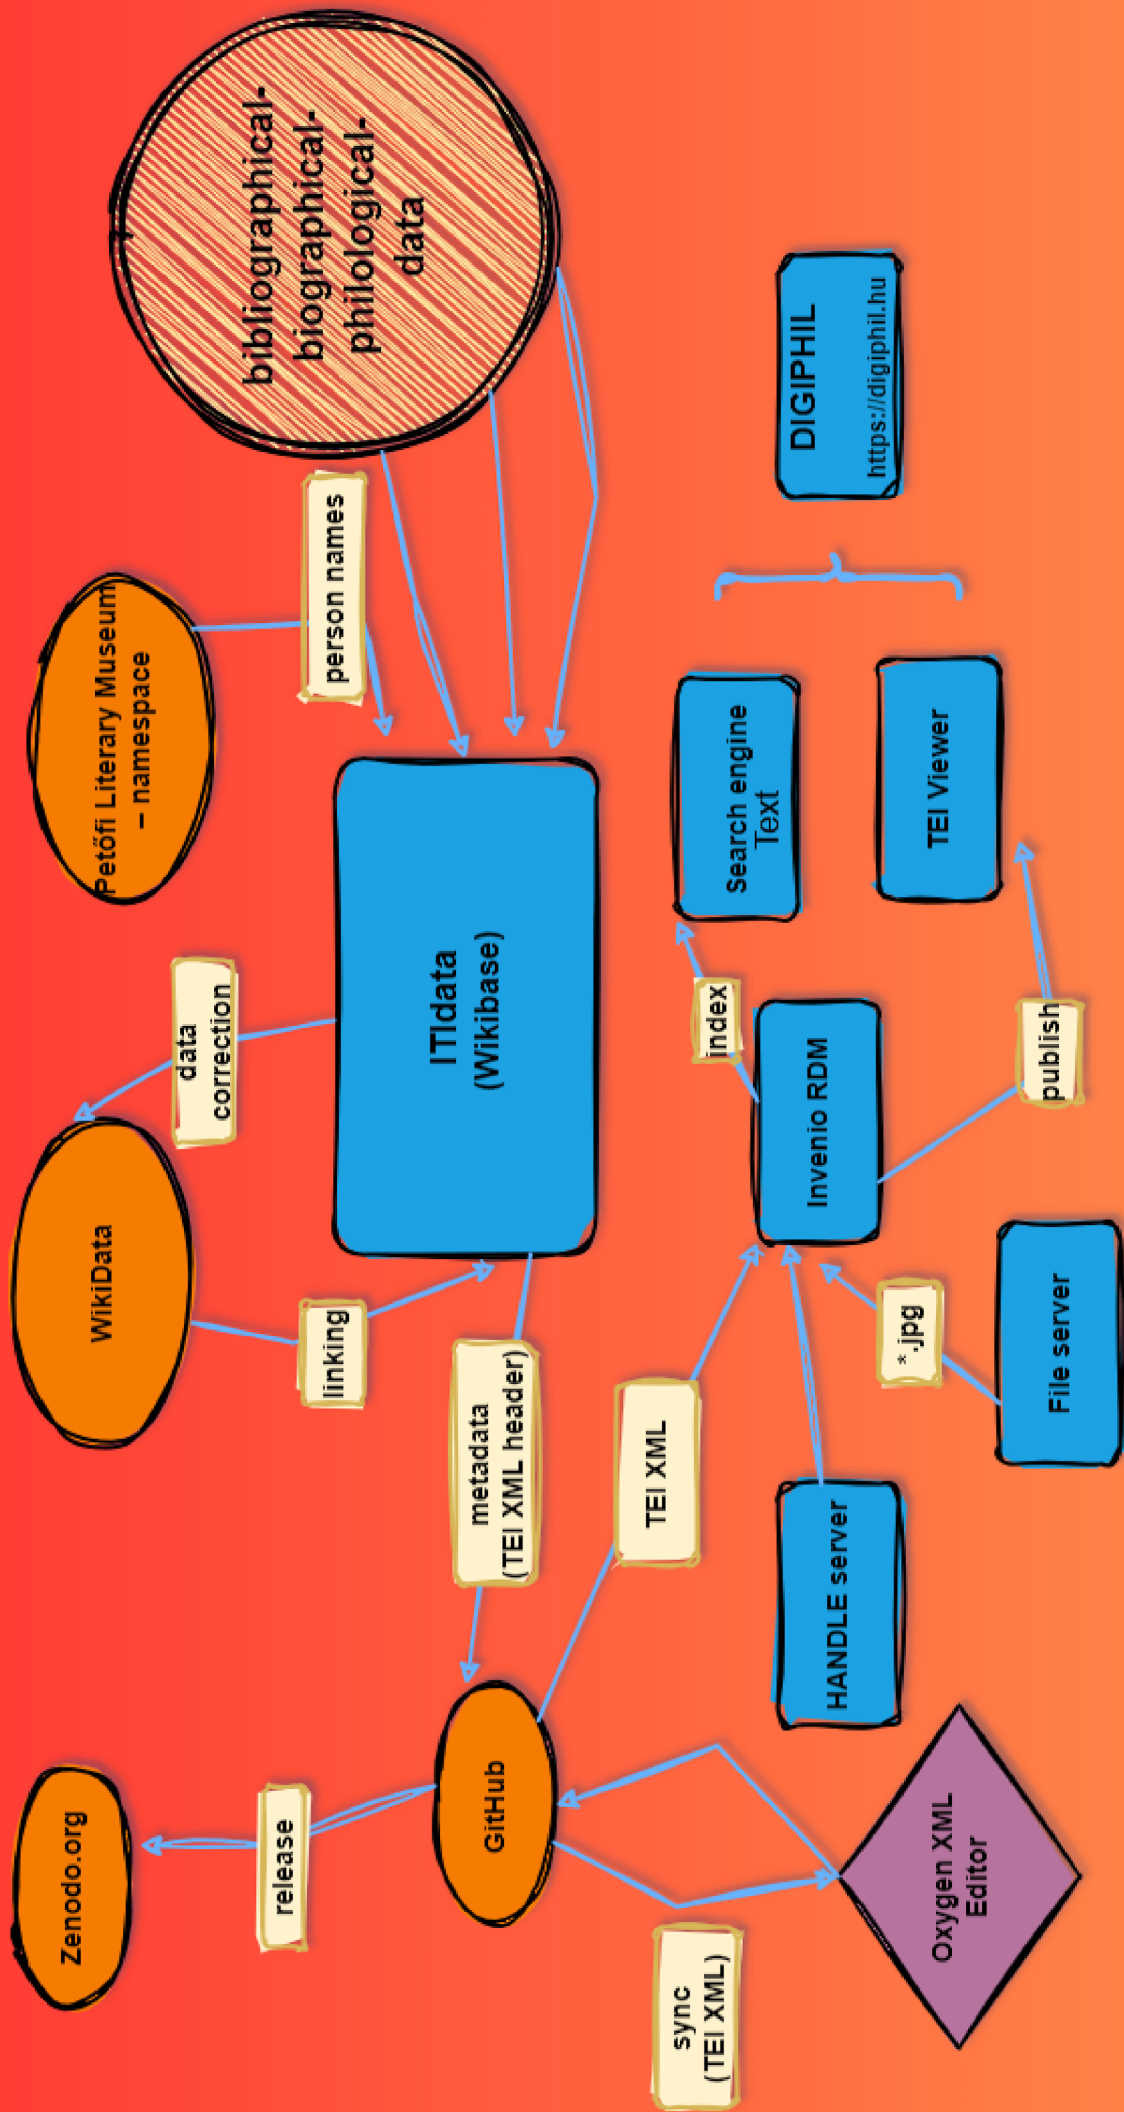 Zenodo.org
WikiData
Petőfi Literary Museum
– namespace
bibliographical-
biographical-
philological-
data
release
linking
data
correction
person names
GitHub
metadata
(TEI XML header)
ITIdata
(Wikibase)
sync
(TEI XML)
TEI XML
index
Search engine
Text
Oxygen XML
Editor
HANDLE server
*.jpg
Invenio RDM
DIGIPHIL
https://digiphil.hu
File server
publish
TEI Viewer